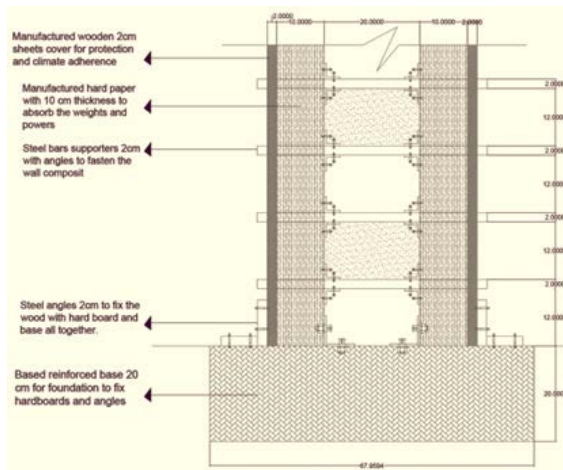 2.0000 10.0000 20.0000 10.0000 2.0000
Manufactured wooden 2cm
sheets cover for protection
and climate adherence
Manufactured hard paper
with 10 cm thickness to
absorb the weights and
powers
Steel bars supporters 2cm
with angles to fasten the
wall composit
Steel angles 2cm to fix the
wood with hard board and
base all together.
Based reinforced base 20
cm for foundation to fix
hardboards and angles
2.0000
12.0000
2.0000
12.0000
2.0000
12.0000
2.0000
12.0000
20.0000
67.9594